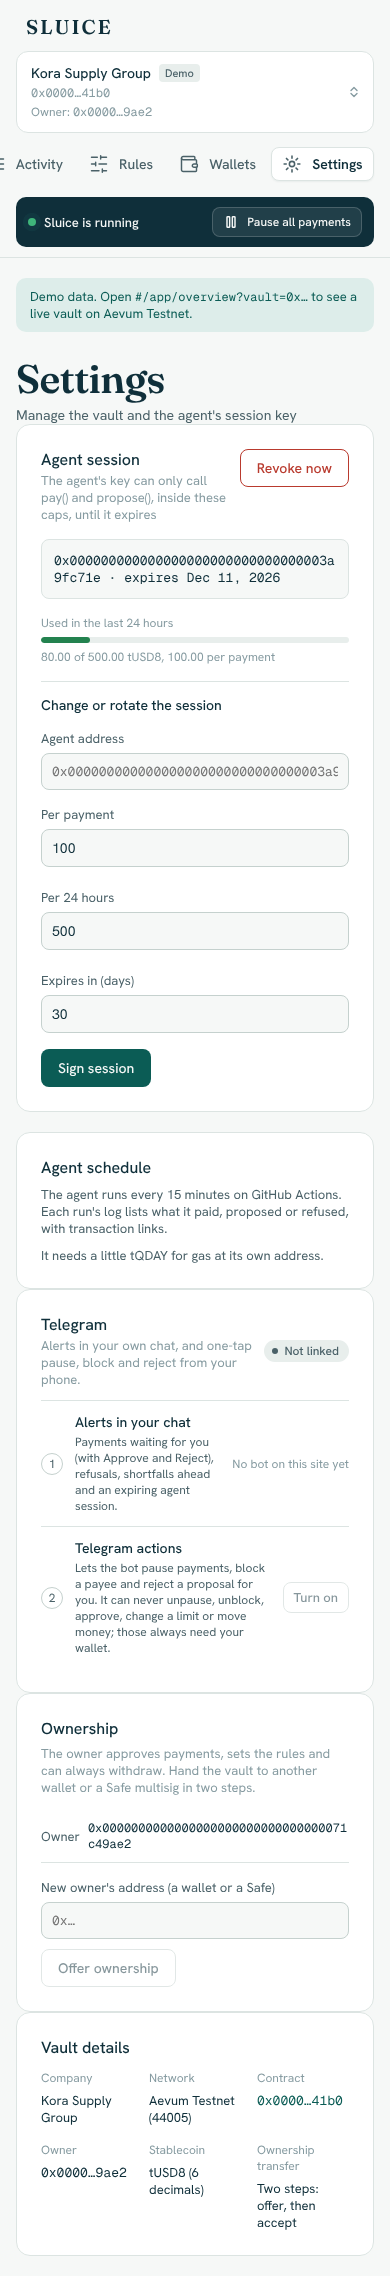 SLUICE
Kora Supply Group Demo
0x0000…41b0
Owner: 0x0000…9ae2
Activity Rules Wallets Settings
Sluice is running Pause all payments
Demo data. Open #/app/overview?vault=0x… to see a
live vault on Aevum Testnet.
Settings
Manage the vault and the agent's session key
Agent session
Revoke now
The agent's key can only call
pay() and propose(), inside these
caps, until it expires
0x00000000000000000000000000000000003a
9fc71e · expires Dec 11, 2026
Used in the last 24 hours
80.00 of 500.00 tUSD8, 100.00 per payment
Change or rotate the session
Agent address
0x00000000000000000000000000000000003a9
Per payment
100
Per 24 hours
500
Expires in (days)
30
Sign session
Agent schedule
The agent runs every 15 minutes on GitHub Actions.
Each run's log lists what it paid, proposed or refused,
with transaction links.
It needs a little tQDAY for gas at its own address.
Telegram
Alerts in your own chat, and one-tap
pause, block and reject from your
phone.
Not linked
1
Alerts in your chat
Payments waiting for you
(with Approve and Reject),
refusals, shortfalls ahead
and an expiring agent
session.
No bot on this site yet
2
Telegram actions
Lets the bot pause payments, block
a payee and reject a proposal for
you. It can never unpause, unblock,
approve, change a limit or move
money; those always need your
wallet.
Turn on
Ownership
The owner approves payments, sets the rules and
can always withdraw. Hand the vault to another
wallet or a Safe multisig in two steps.
Owner
0x0000000000000000000000000000000071
c49ae2
New owner's address (a wallet or a Safe)
0x…
Offer ownership
Vault details
Company
Kora Supply
Group
Network
Aevum Testnet
(44005)
Contract
0x0000…41b0
Owner
0x0000…9ae2
Stablecoin
tUSD8 (6
decimals)
Ownership
transfer
Two steps:
offer, then
accept